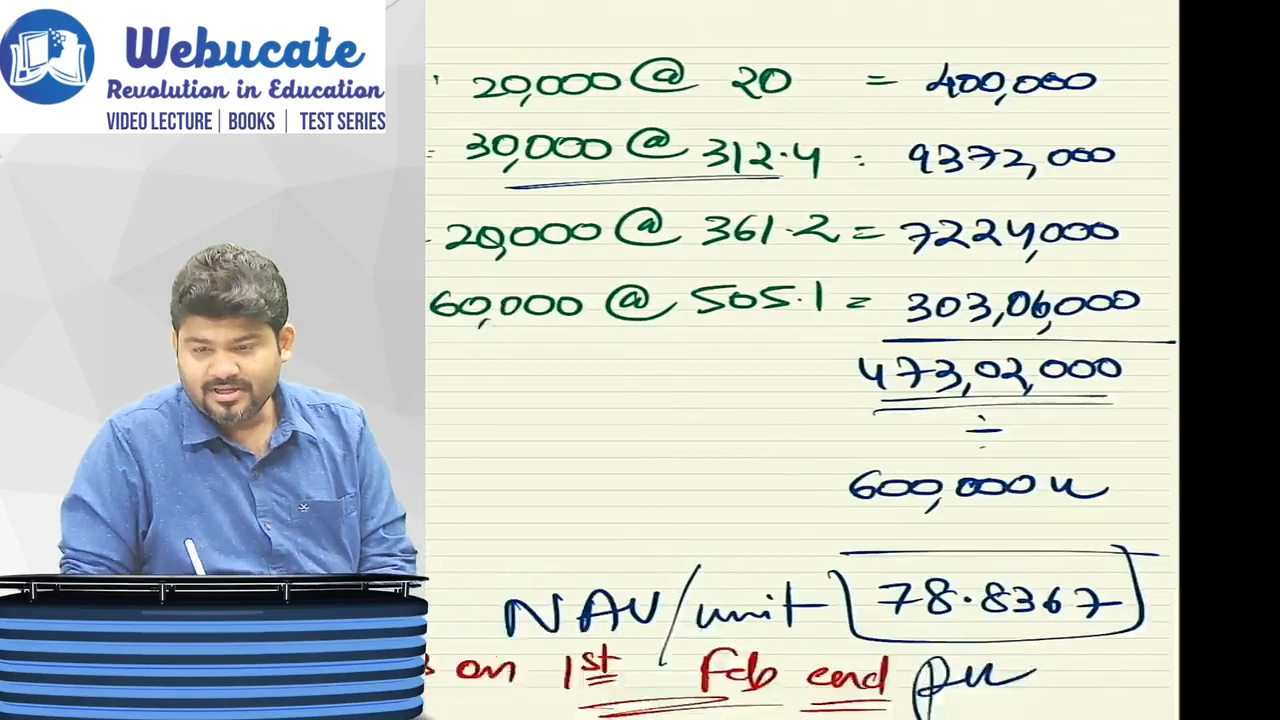 Webucate
Revolution in Education
VIDEO LECTURE | BOOKS | TEST SERIES
20,000 @ 20 = 400,000
= 30,000 @ 312.4 : 9372,000
- 20,000 @ 361.2 = 7224,000
60,000 @ 505.1 = 303,06,000
473,02,000
÷
600,000 u
NAV/unit 78.8367
on 1st Feb end pu